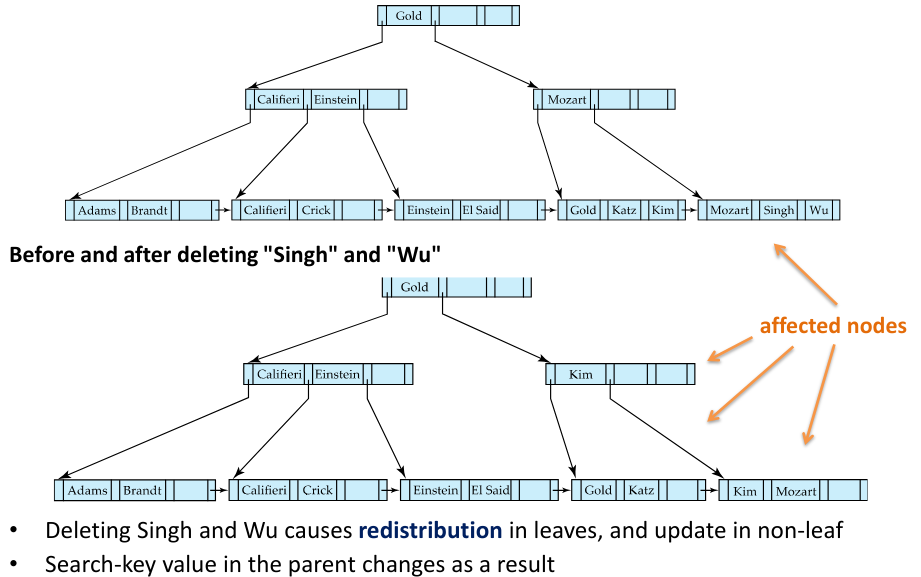 Gold
Califieri Einstein
Mozart
Adams Brandt
Califieri Crick
Einstein El Said
Gold Katz Kim
Mozart Singh Wu
Before and after deleting "Singh" and "Wu"
Gold
affected nodes
Califieri Einstein
Kim
Adams Brandt
Califieri Crick
Einstein El Said
Gold Katz
Kim Mozart
• Deleting Singh and Wu causes redistribution in leaves, and update in non-leaf
• Search-key value in the parent changes as a result